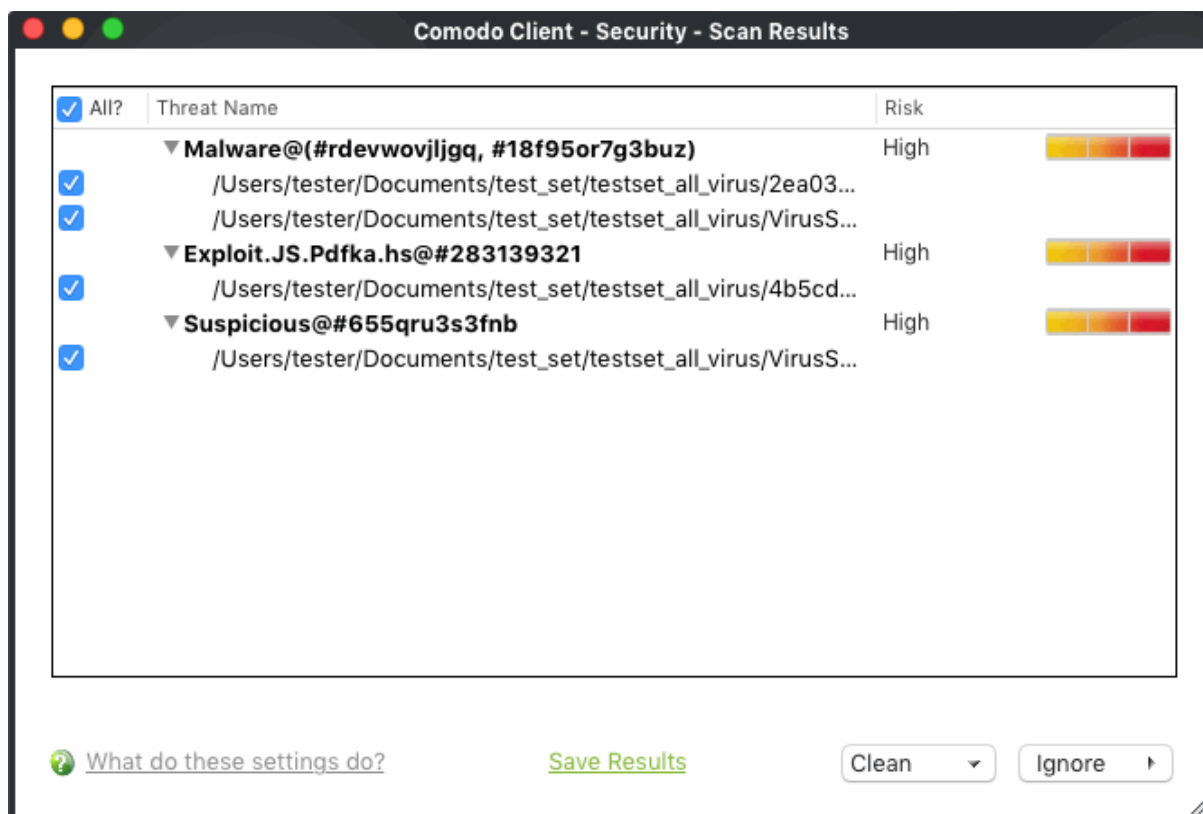 Comodo Client - Security - Scan Results
All? Threat Name Risk
Malware@(#rdevwovjljgq, #18f95or7g3buz) High
/Users/tester/Documents/test_set/testset_all_virus/2ea03...
/Users/tester/Documents/test_set/testset_all_virus/VirusS...
Exploit.JS.Pdfka.hs@#283139321 High
/Users/tester/Documents/test_set/testset_all_virus/4b5cd...
Suspicious@#655qru3s3fnb High
/Users/tester/Documents/test_set/testset_all_virus/VirusS...
What do these settings do? Save Results Clean Ignore